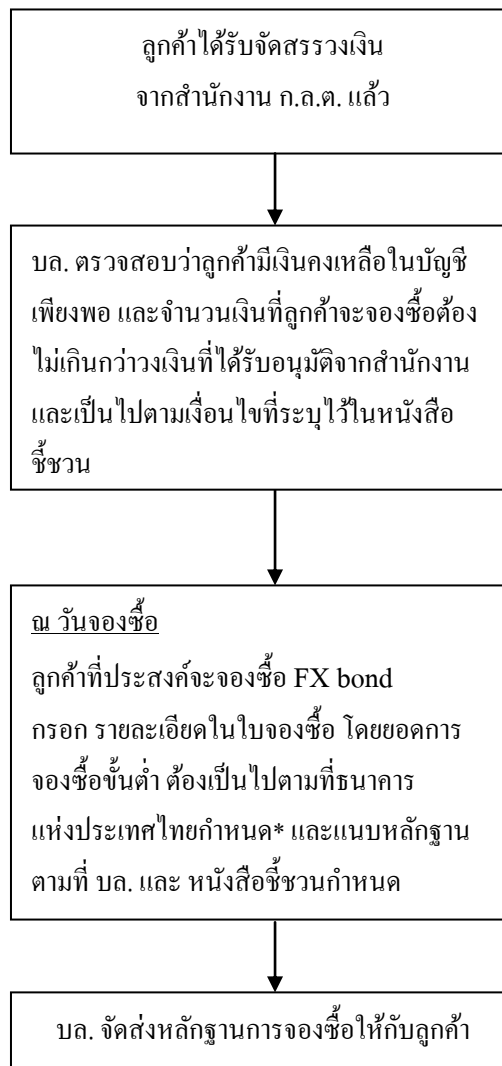 ลูกค้าได้รับจัดสรรวงเงิน
จากสำนักงาน ก.ล.ต. แล้ว
บล. ตรวจสอบว่าลูกค้ามีเงินคงเหลือในบัญชี
เพียงพอ และจำนวนเงินที่ลูกค้าจะจองซื้อต้อง
ไม่เกินกว่าวงเงินที่ได้รับอนุมัติจากสำนักงาน
และเป็นไปตามเงื่อนไขที่ระบุไว้ในหนังสือ
ชี้ชวน
ณ วันจองซื้อ
ลูกค้าที่ประสงค์จะจองซื้อ FX bond
กรอก รายละเอียดในใบจองซื้อ โดยยอดการ
จองซื้อขั้นต่ำ ต้องเป็นไปตามที่ธนาคาร
แห่งประเทศไทยกำหนด* และแนบหลักฐาน
ตามที่ บล. และ หนังสือชี้ชวนกำหนด
บล. จัดส่งหลักฐานการจองซื้อให้กับลูกค้า